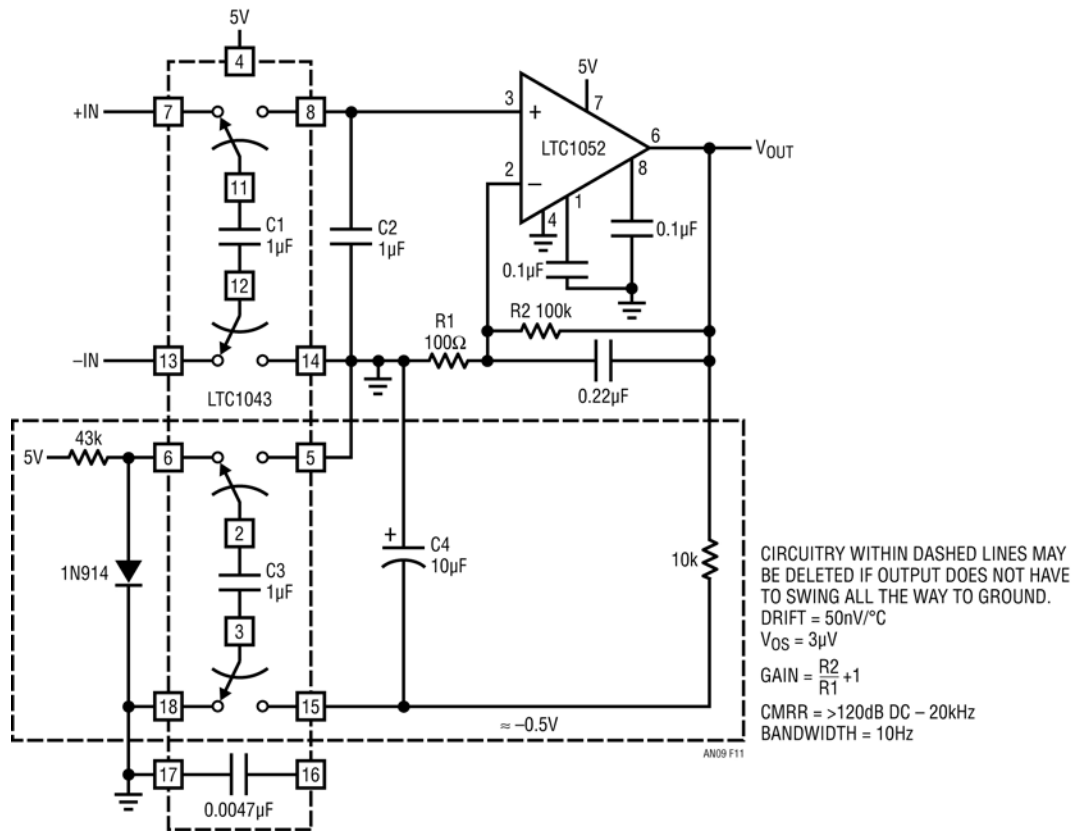 5V
4
+IN
7
8
3
+
5V
7
LTC1052
6
VOUT
2
−
8
4
1
0.1µF
0.1µF
11
C1
1µF
C2
1µF
12
R1
100Ω
R2 100k
−IN
13
14
0.22µF
LTC1043
43k
5V
6
5
2
1N914
C3
1µF
+
C4
10µF
10k
3
18
15
≈ −0.5V
17
16
0.0047µF
CIRCUITRY WITHIN DASHED LINES MAY
BE DELETED IF OUTPUT DOES NOT HAVE
TO SWING ALL THE WAY TO GROUND.
DRIFT = 50nV/°C
VOS = 3µV
GAIN = R2/R1 +1
CMRR = >120dB DC – 20kHz
BANDWIDTH = 10Hz
AN09 F11